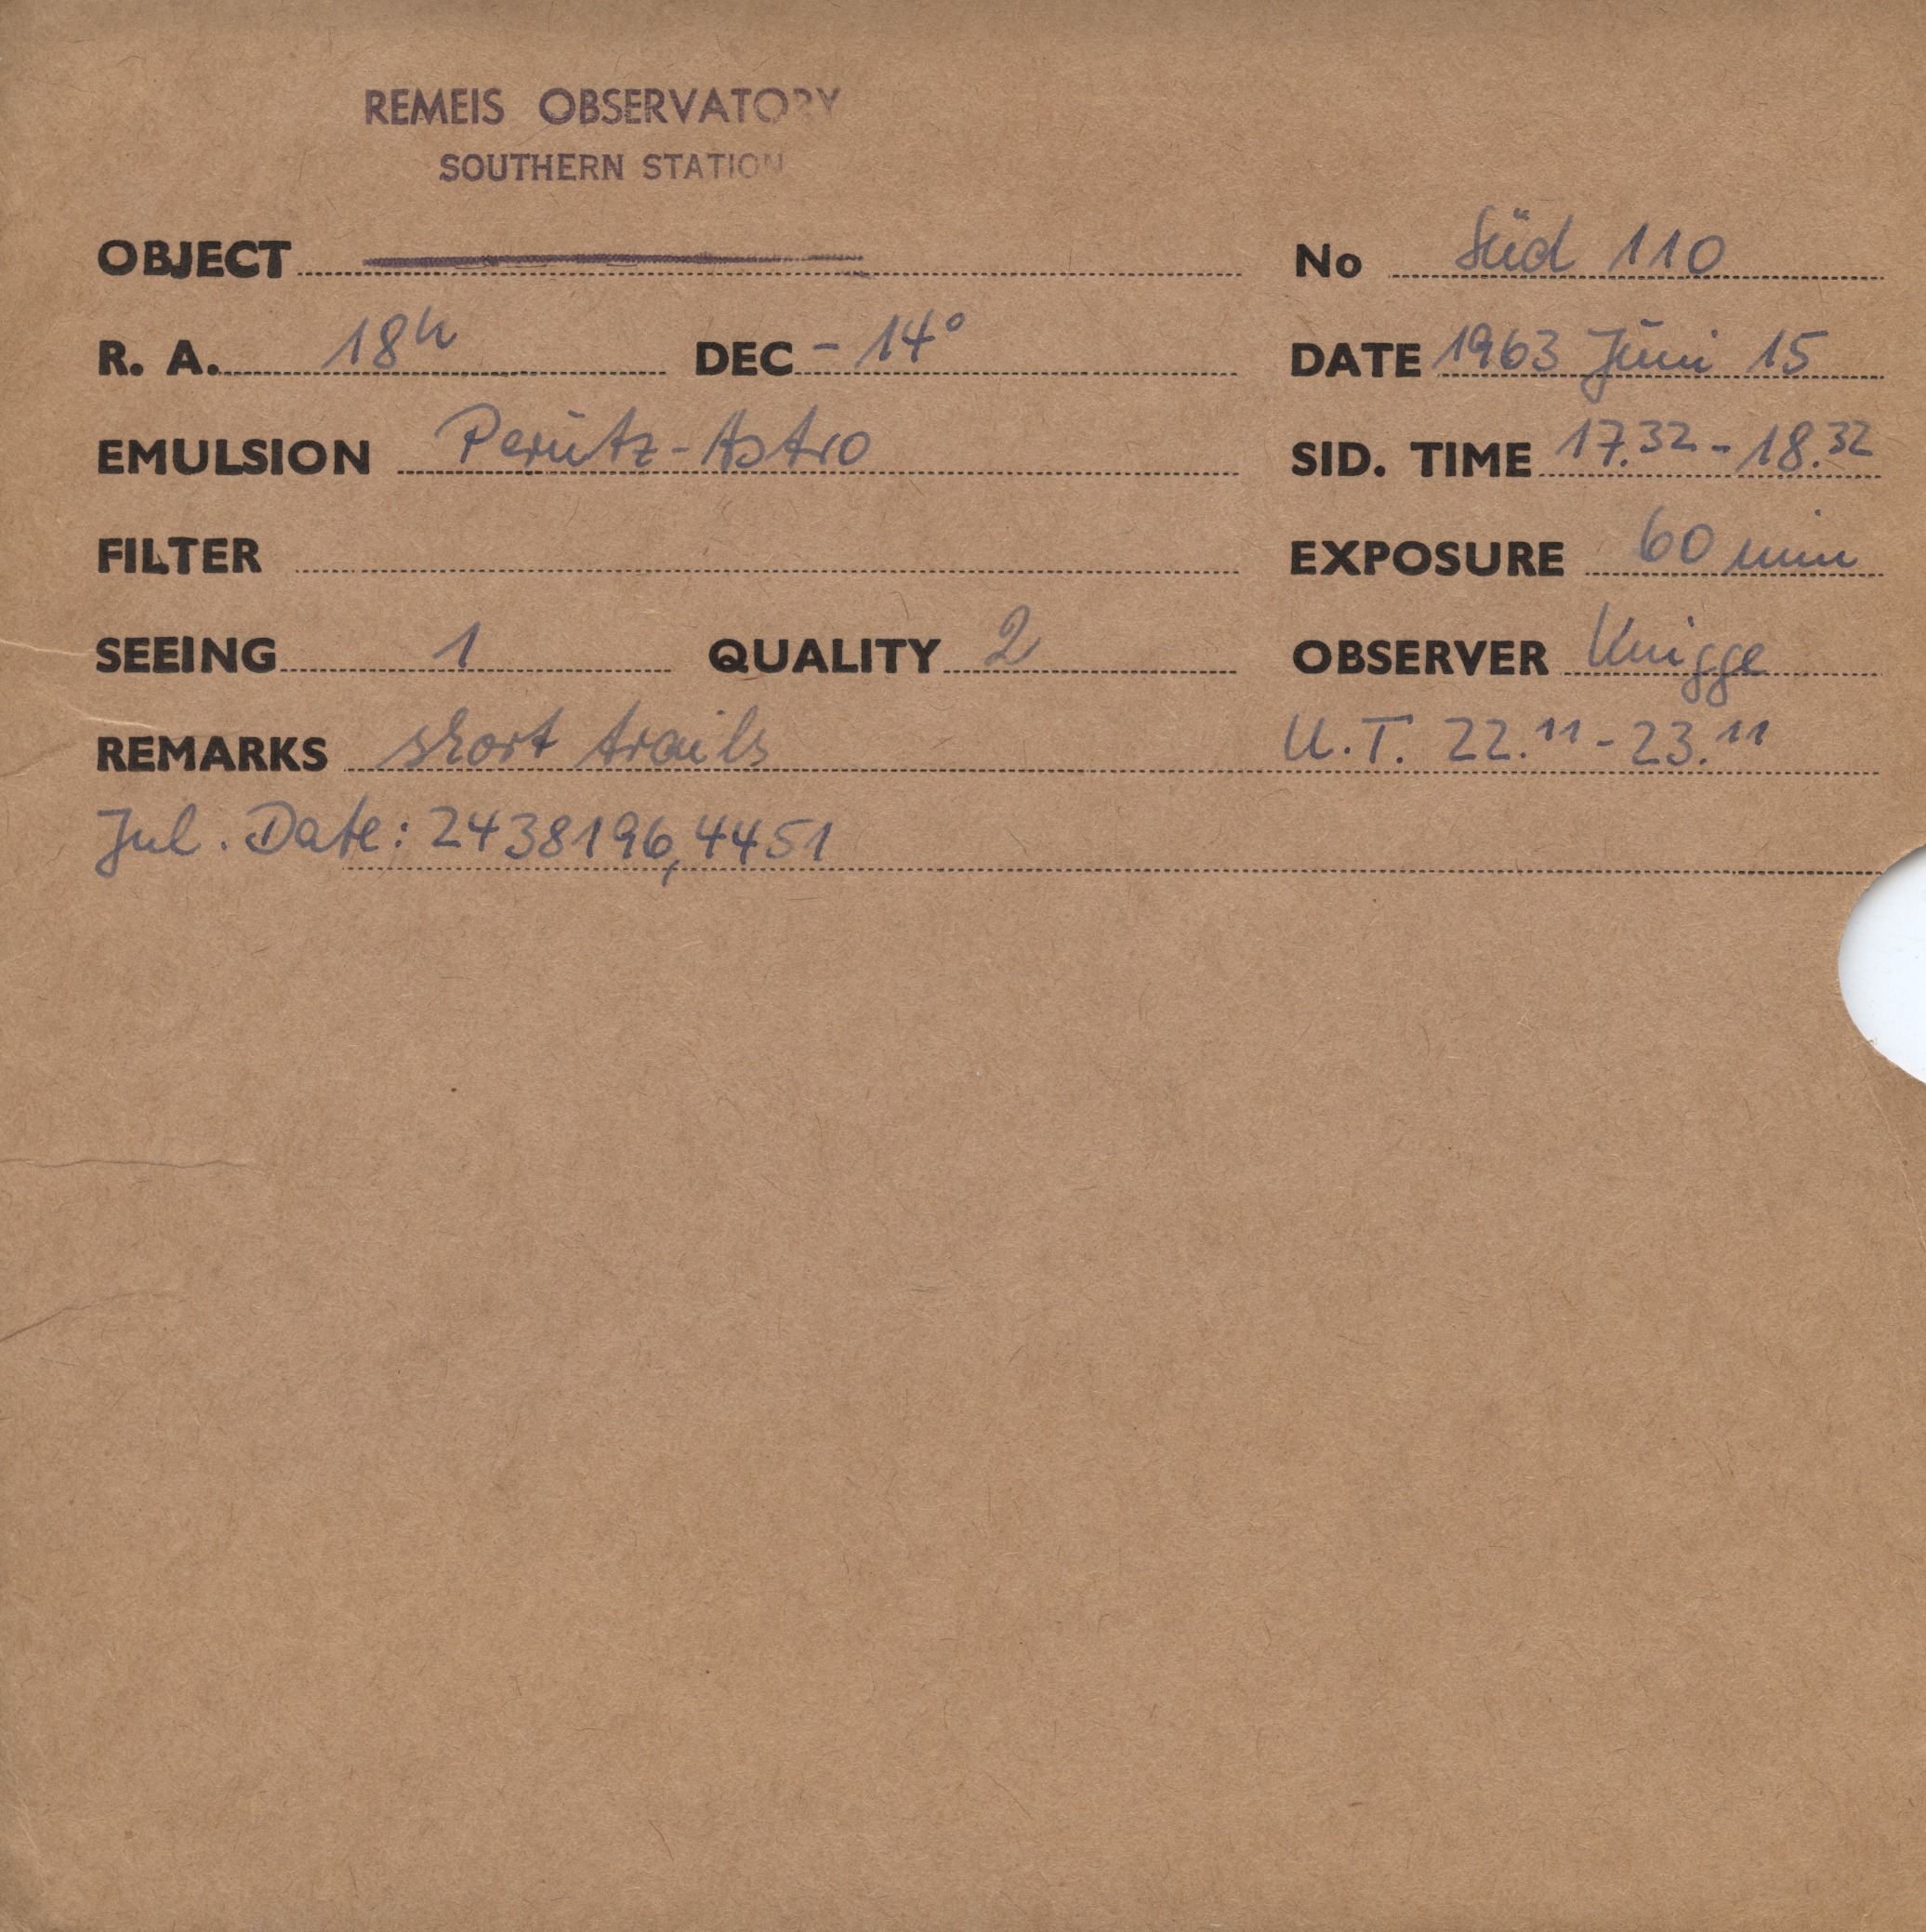 REMEIS OBSERVATORY
SOUTHERN STATION
OBJECT No Süd 110
R. A. 18h DEC - 14° DATE 1963 Juni 15
EMULSION Perutz-Astro SID. TIME 17.32 - 18.32
FILTER EXPOSURE 60 min
SEEING 1 QUALITY 2 OBSERVER Knigge
REMARKS short trails U.T. 22.11 - 23.11
Jul. Date: 2438196,4451